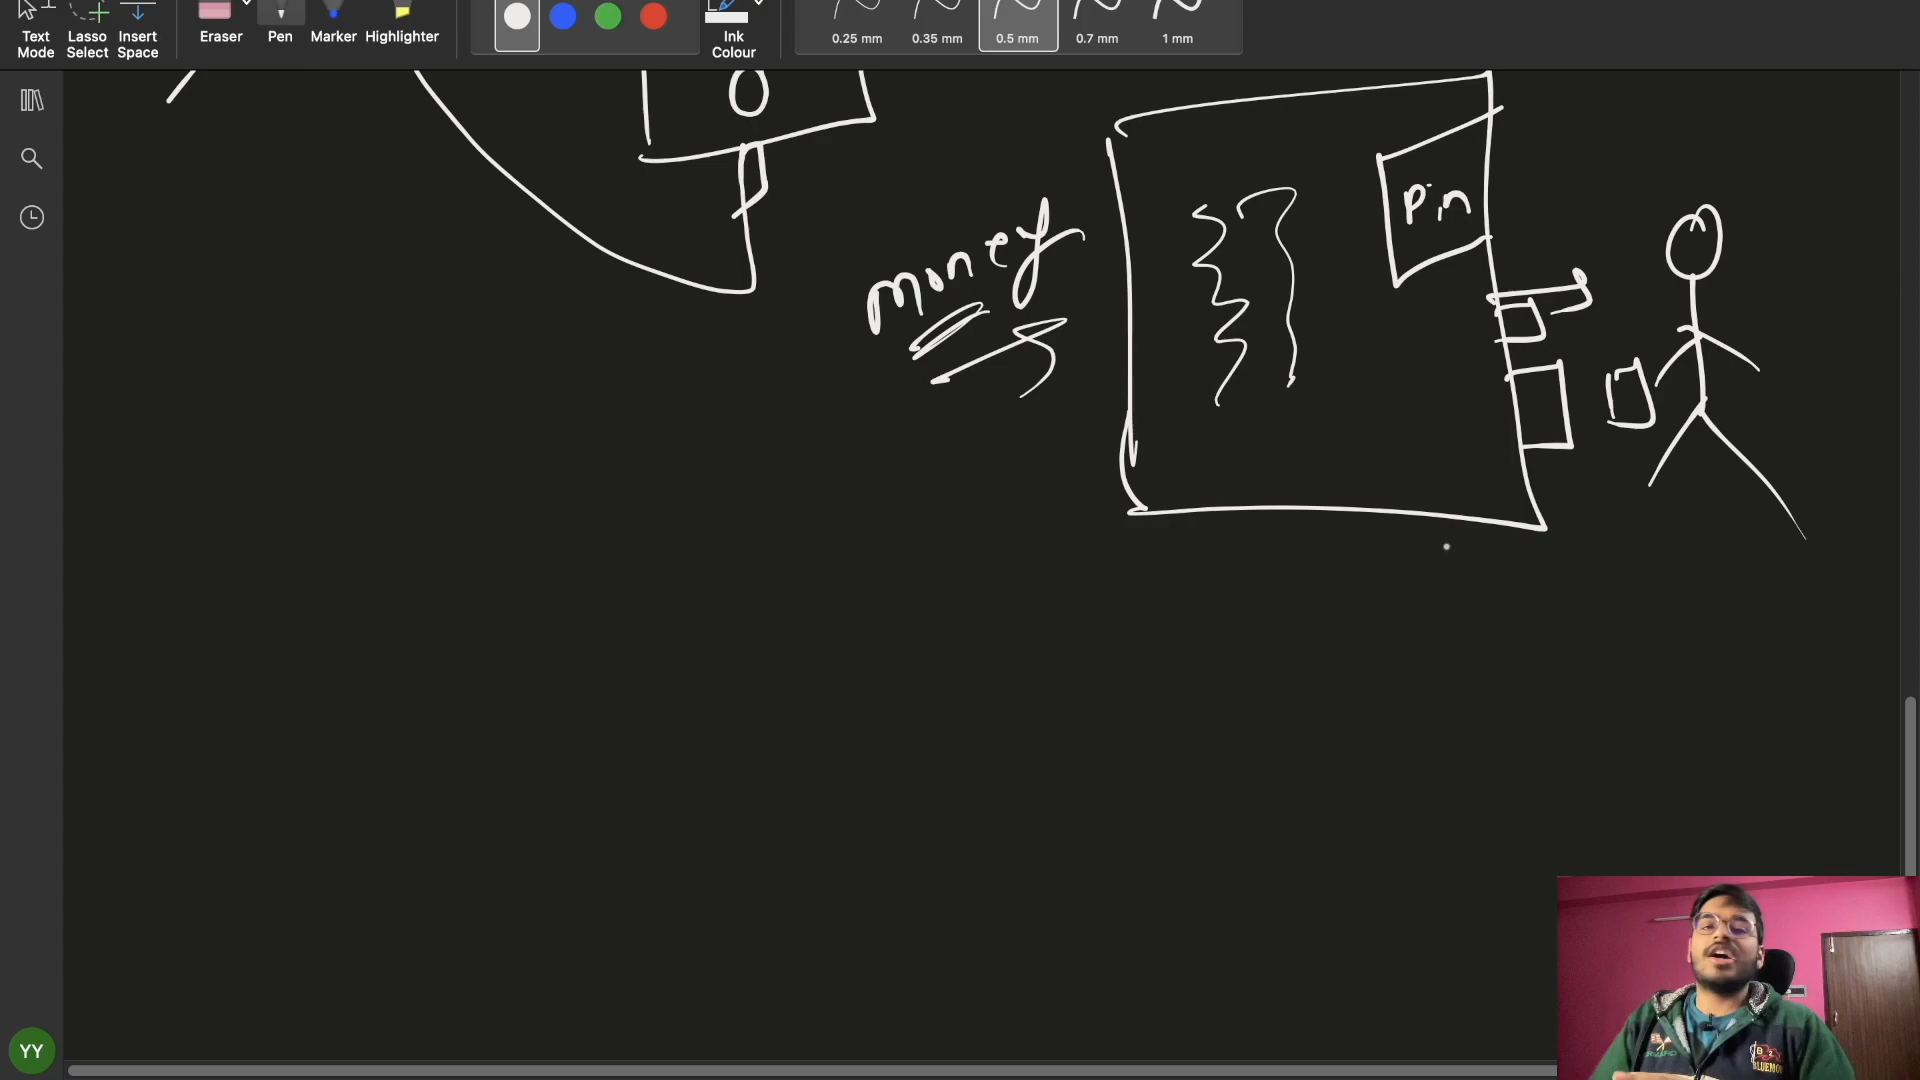 Text Mode
Lasso Select
Insert Space
Eraser
Pen
Marker
Highlighter
Ink Colour
0.25 mm
0.35 mm
0.5 mm
0.7 mm
1 mm
Pin
money
YY